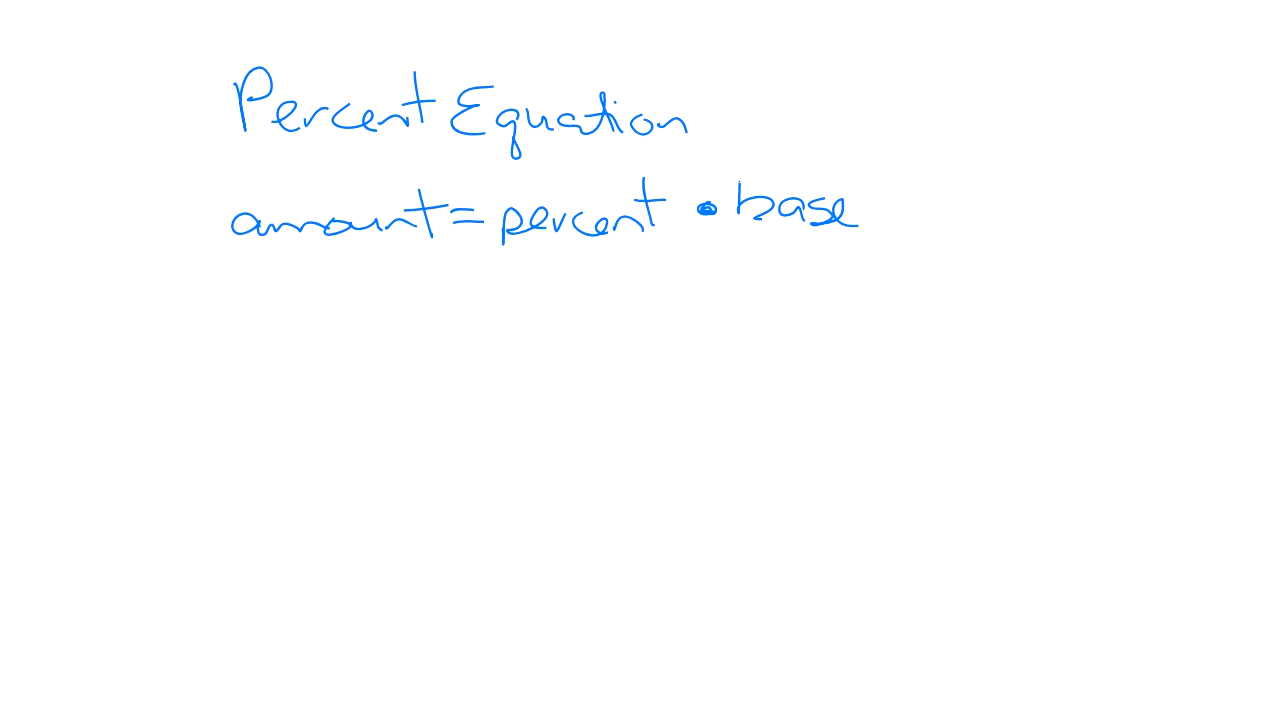 Percent Equation
amount = percent • base